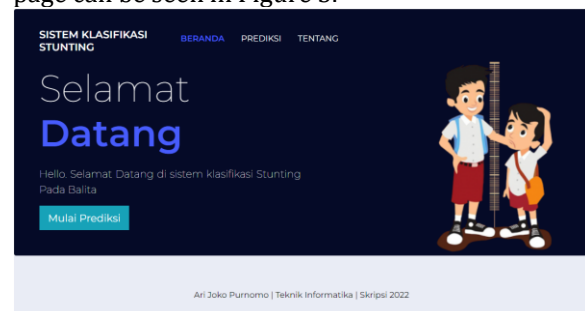 page can be seen in Figure 3.
SISTEM KLASIFIKASI
STUNTING
BERANDA PREDIKSI TENTANG
Selamat
Datang
Hello. Selamat Datang di sistem klasifikasi Stunting
Pada Balita
Mulai Prediksi
Ari Joko Purnomo | Teknik Informatika | Skripsi 2022